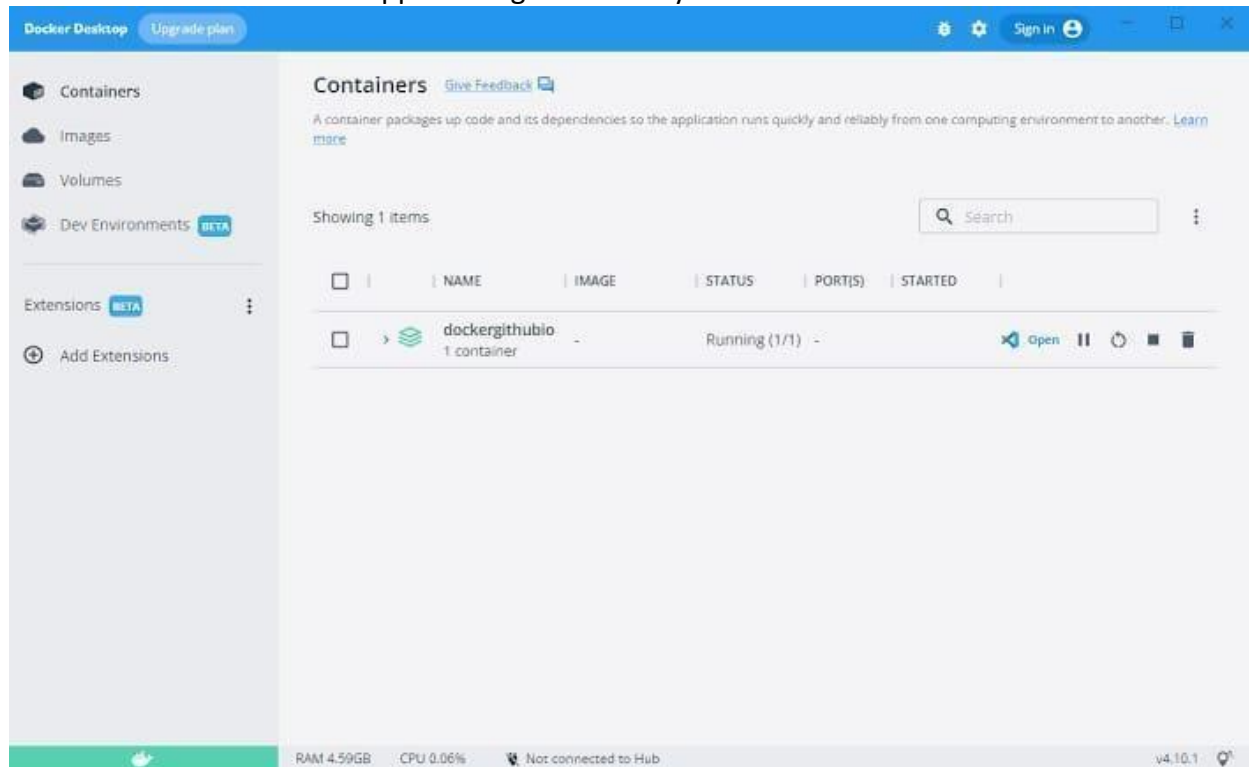 Docker Desktop Upgrade plan Sign in
Containers
Images
Volumes
Dev Environments BETA
Extensions BETA
Add Extensions
Containers Give Feedback
A container packages up code and its dependencies so the application runs quickly and reliably from one computing environment to another. Learn
more
Showing 1 items
Search
NAME IMAGE STATUS PORT(S) STARTED
dockergithubio - Running (1/1) - Open
1 container
RAM 4.59GB CPU 0.06% Not connected to Hub v4.10.1